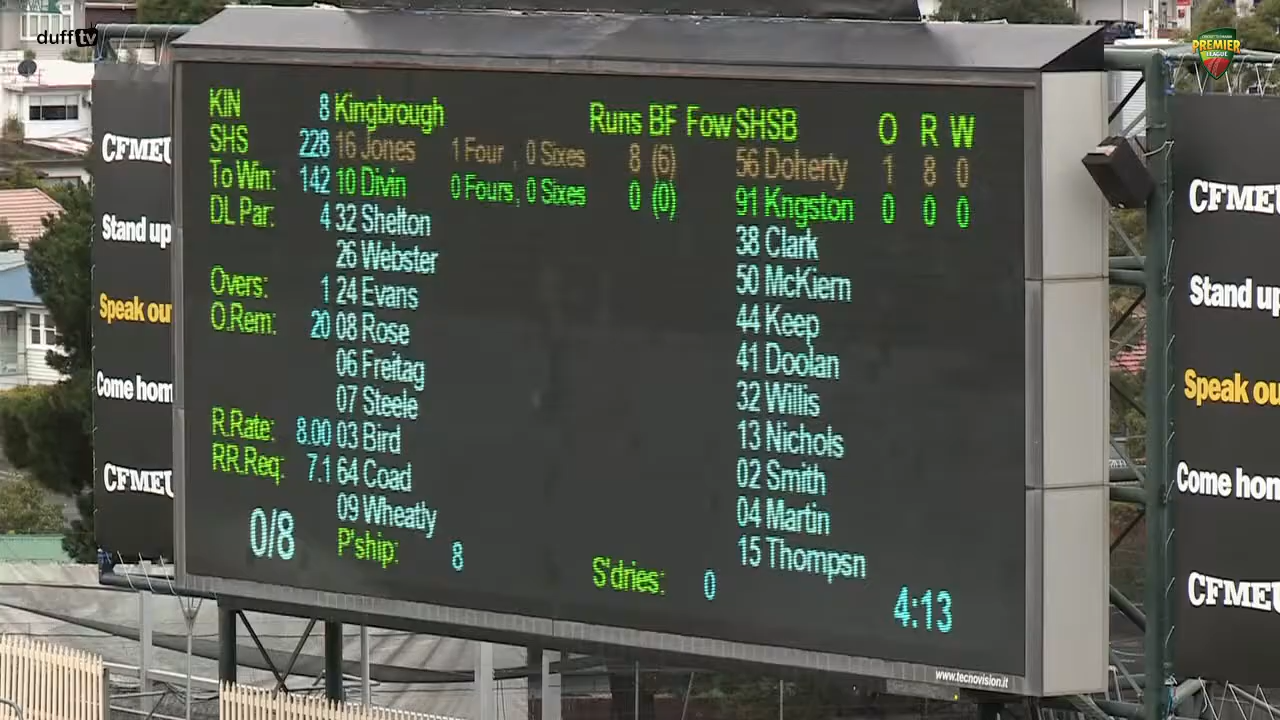 duff tv
PREMIER
LEAGUE
KIN 8 Kingbrough Runs BF Fow SHSB O R W
SHS 228 16 Jones 1 Four , 0 Sixes 8 (6) 56 Doherty 1 8 0
To Win: 142 10 Divin 0 Fours, 0 Sixes 0 (0) 91 Kngston 0 0 0
DL Par: 4 32 Shelton 38 Clark
26 Webster 50 McKiern
Overs: 1 24 Evans 44 Keep
O.Rem: 20 08 Rose 41 Doolan
06 Freitag 32 Willis
07 Steele 13 Nichols
R.Rate: 8.00 03 Bird 02 Smith
RR.Req: 7.1 64 Coad 04 Martin
09 Wheatly 15 Thompsn
0/8 P'ship: 8 S'dries: 0 4:13
www.tecnovision.it
CFMEU
Stand up
Speak our
Come hom
CFMEU
CFMEU
Stand up
Speak ou
Come hom
CFMEU